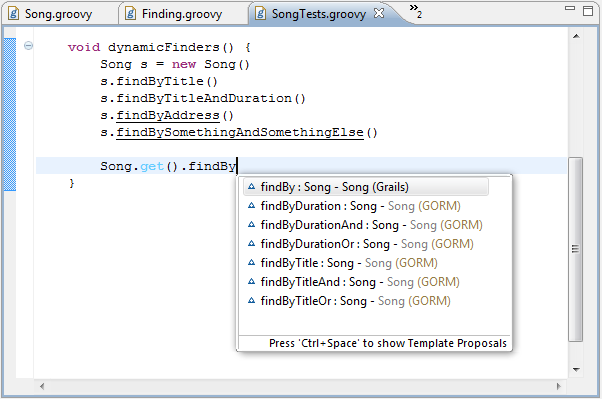 Song.groovy Finding.groovy SongTests.groovy »2
void dynamicFinders() {
Song s = new Song()
s.findByTitle()
s.findByTitleAndDuration()
s.findByAddress()
s.findBySomethingAndSomethingElse()
Song.get().findBy
}
findBy : Song - Song (Grails)
findByDuration : Song - Song (GORM)
findByDurationAnd : Song - Song (GORM)
findByDurationOr : Song - Song (GORM)
findByTitle : Song - Song (GORM)
findByTitleAnd : Song - Song (GORM)
findByTitleOr : Song - Song (GORM)
Press 'Ctrl+Space' to show Template Proposals